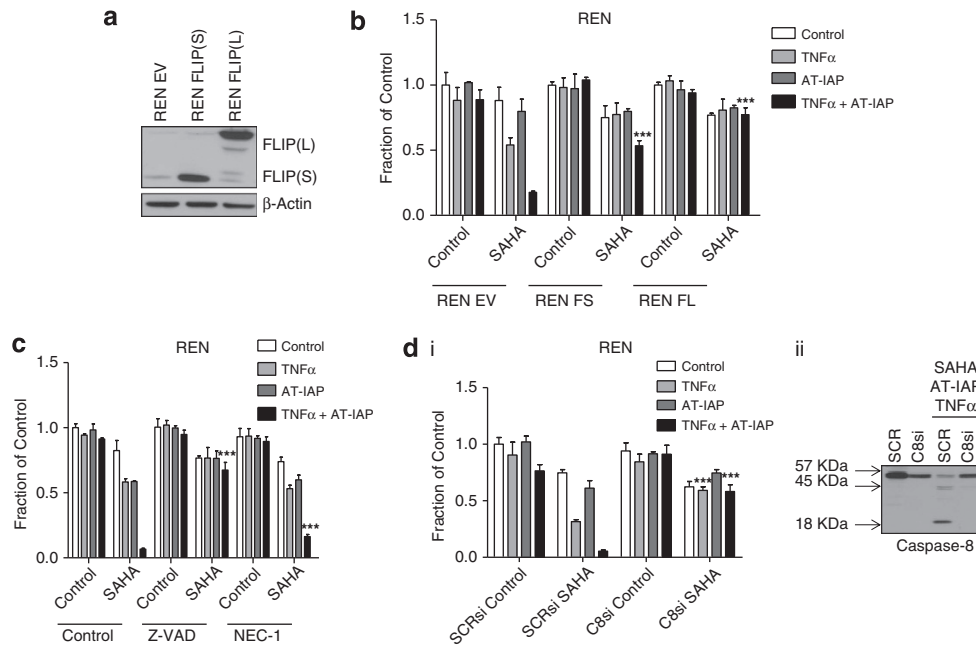 a
REN EV
REN FLIP(S)
REN FLIP(L)
FLIP(L)
FLIP(S)
β-Actin
b
REN
Fraction of Control
1.5
1.0
0.5
0.0
***
***
Control
TNFα
AT-IAP
TNFα + AT-IAP
Control
SAHA
Control
SAHA
Control
SAHA
REN EV
REN FS
REN FL
c
REN
Fraction of Control
1.5
1.0
0.5
0.0
***
***
Control
TNFα
AT-IAP
TNFα + AT-IAP
Control
SAHA
Control
SAHA
Control
SAHA
Control
Z-VAD
NEC-1
d i
REN
Fraction of Control
1.5
1.0
0.5
0.0
*** ***
Control
TNFα
AT-IAP
TNFα + AT-IAP
SCRsi Control
SCRsi SAHA
C8si Control
C8si SAHA
ii
SAHA
AT-IAP
TNFα
SCR
C8si
SCR
C8si
57 KDa
45 KDa
18 KDa
Caspase-8